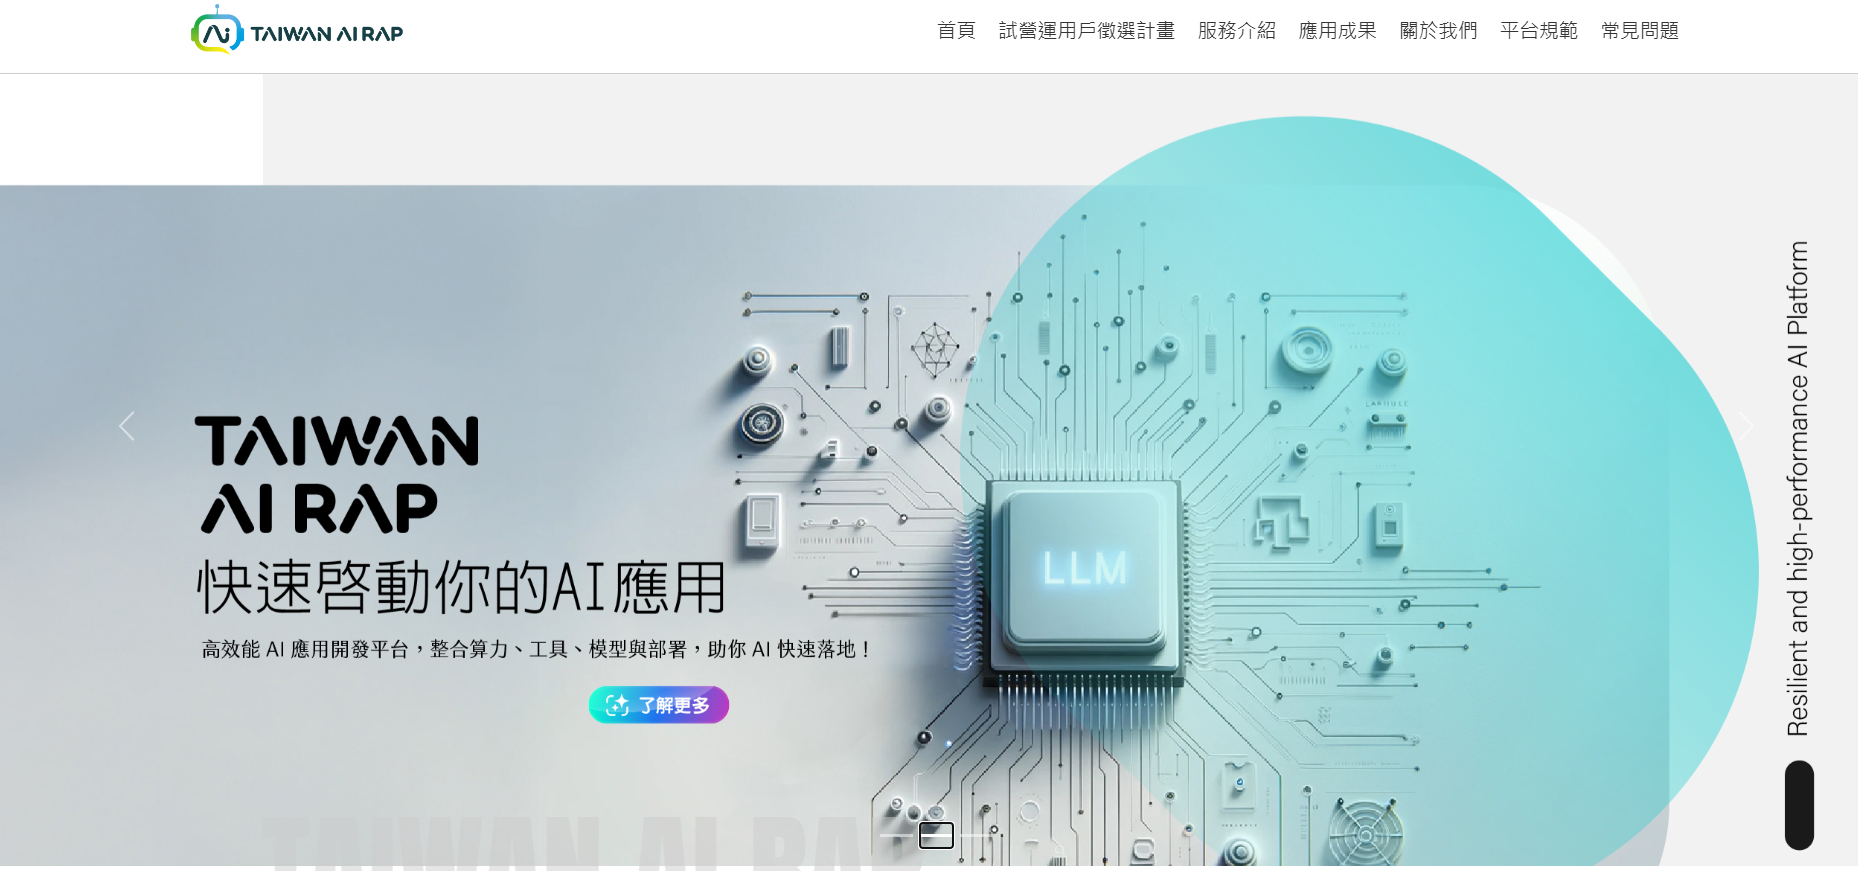 TAIWAN AI RAP
首頁 試營運用戶徵選計畫 服務介紹 應用成果 關於我們 平台規範 常見問題
TAIWAN
AI RAP
快速啓動你的AI應用
高效能 AI 應用開發平台，整合算力、工具、模型與部署，助你 AI 快速落地！
了解更多
LLM
Resilient and high-performance AI Platform
TAIWAN AI RAP